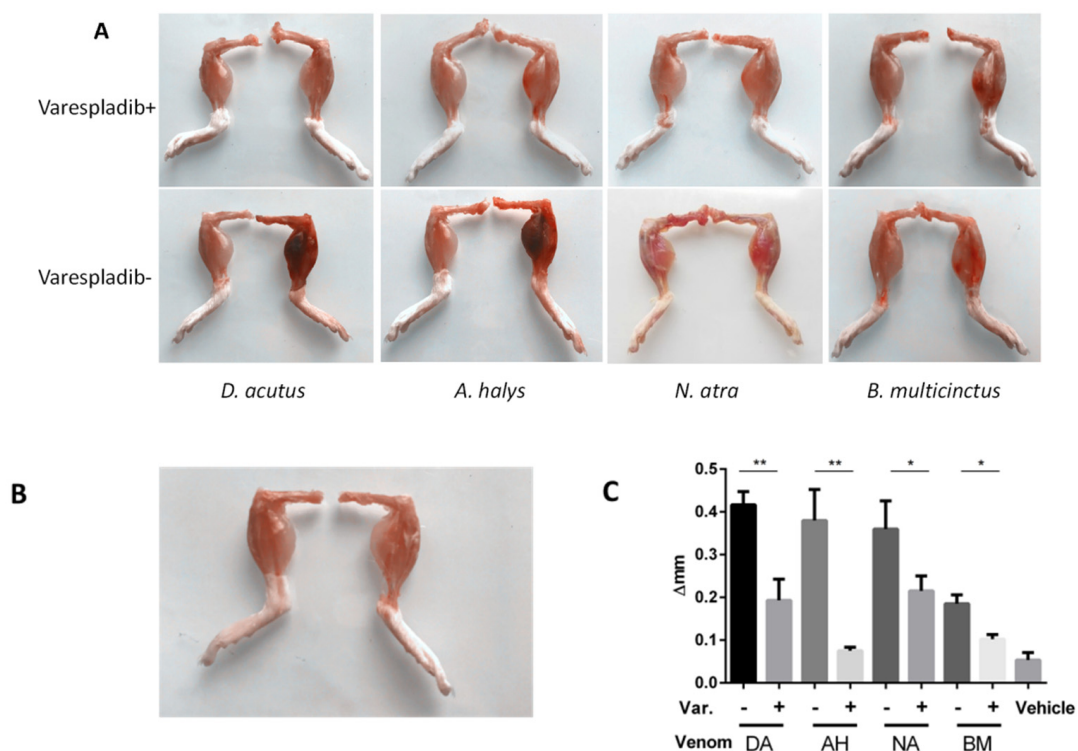 A
Varespladib+
Varespladib-
D. acutus A. halys N. atra B. multicinctus
B
C
Δmm
0.5
0.4
0.3
0.2
0.1
0.0
** ** * *
Var. - + - + - + - + Vehicle
Venom DA AH NA BM